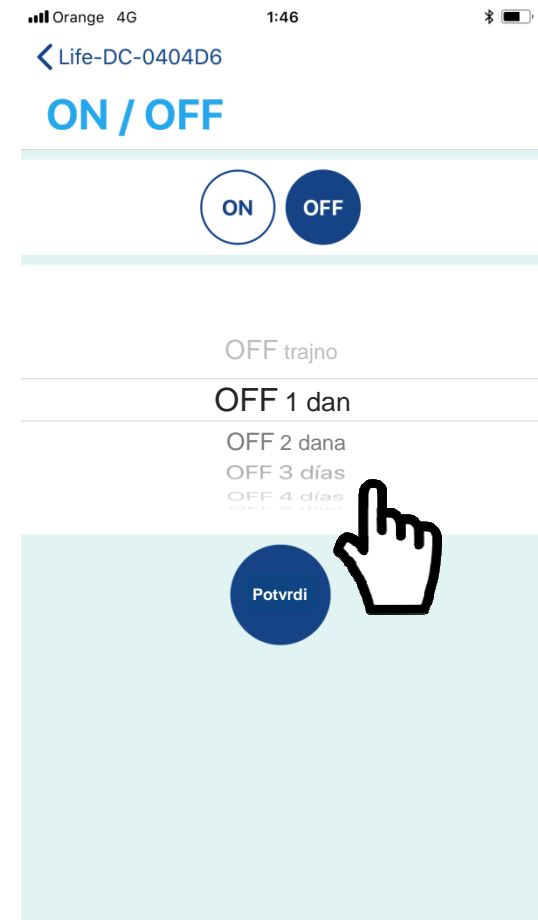 Orange 4G 1:46
Life-DC-0404D6
ON / OFF
ON OFF
OFF trajno
OFF 1 dan
OFF 2 dana
OFF 3 días
OFF 4 días
Potvrdi